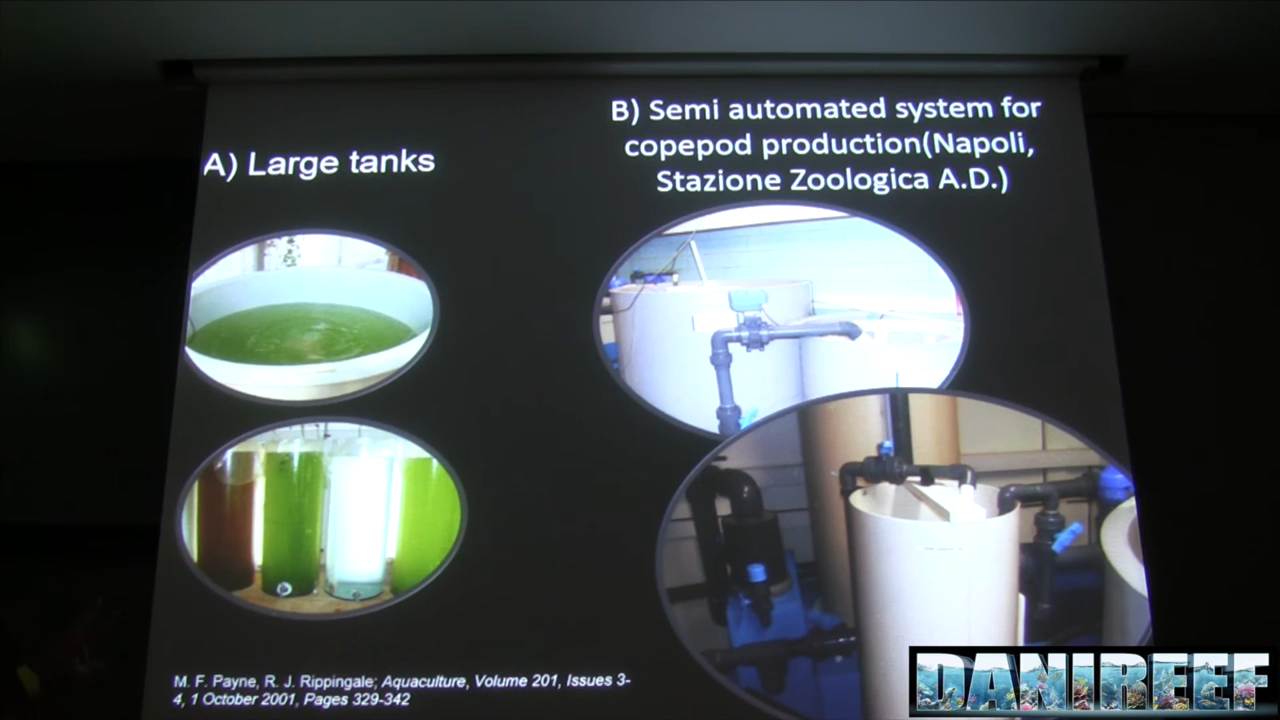 A) Large tanks
B) Semi automated system for
copepod production(Napoli,
Stazione Zoologica A.D.)
M. F. Payne, R. J. Rippingale; Aquaculture, Volume 201, Issues 3-
4, 1 October 2001, Pages 329-342
DANIREEF